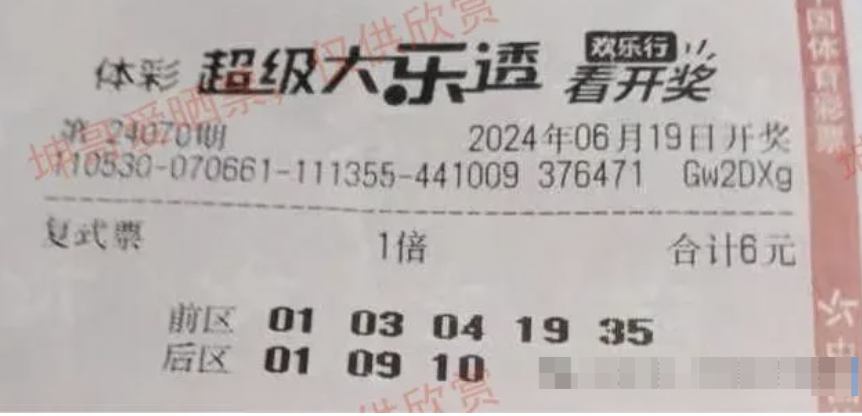 体彩 超级大乐透 欢乐行 看开奖
第 24070期 2024年06月19日开奖
110530-070661-111355-441009 376471 Gw2DXg
复式票 1倍 合计6元
前区 01 03 04 19 35
后区 01 09 10
中国体育彩票
坤哥爱晒票，仅供欣赏
仅供欣赏